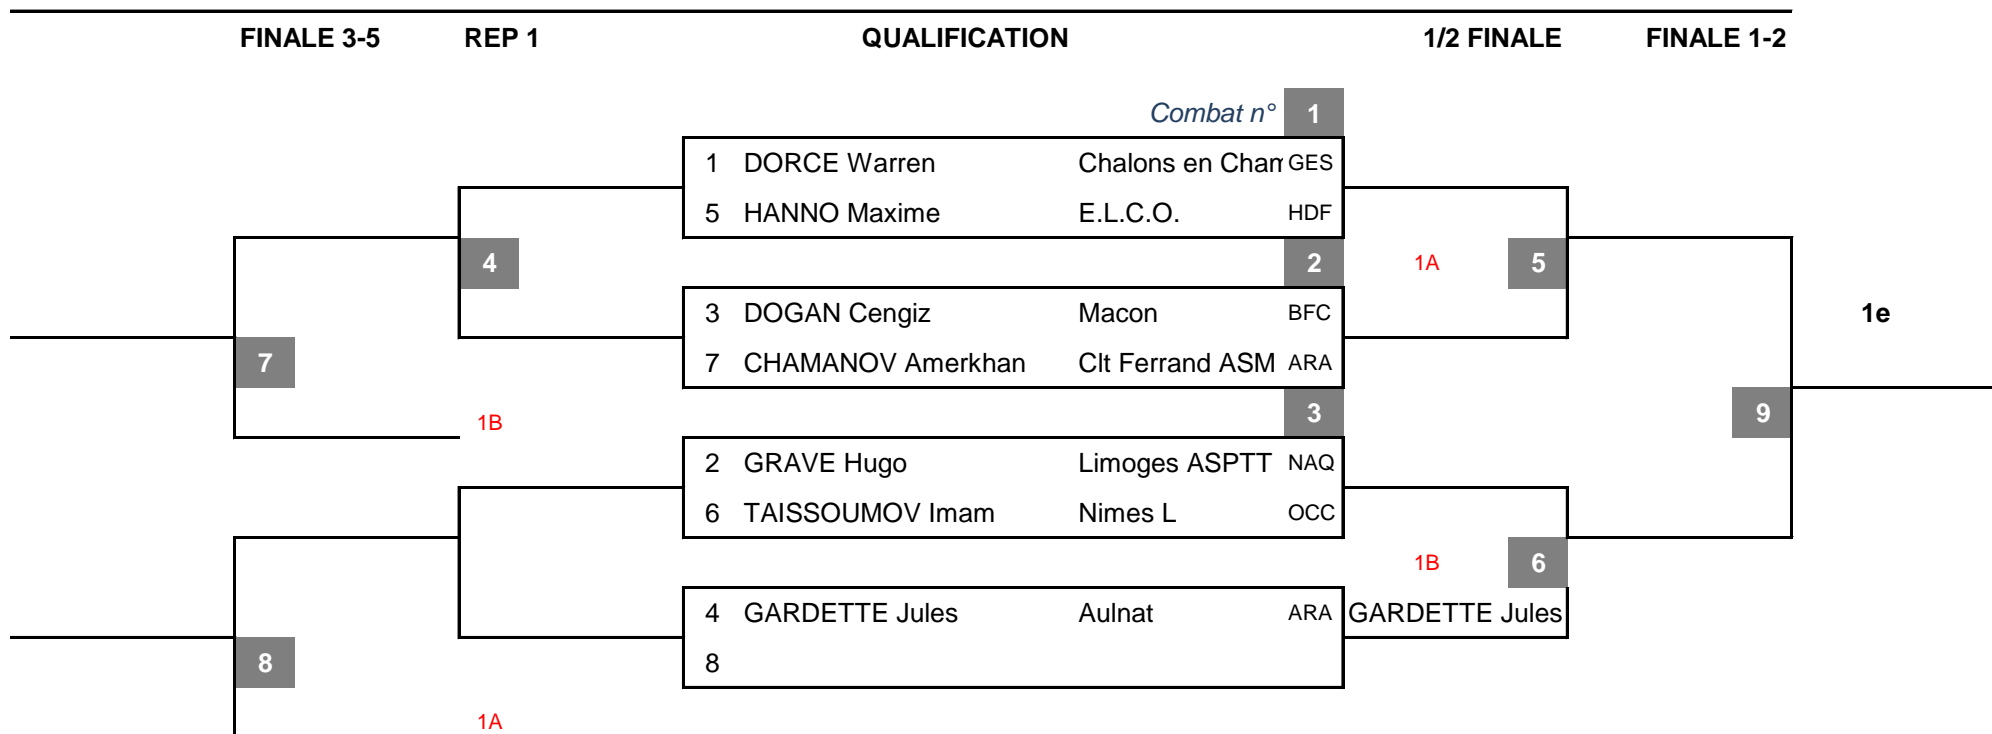 FINALE 3-5 REP 1 QUALIFICATION 1/2 FINALE FINALE 1-2
Combat n° 1
1 DORCE Warren Chalons en Cham GES
5 HANNO Maxime E.L.C.O. HDF
4 2 1A 5
3 DOGAN Cengiz Macon BFC 1e
7 7 CHAMANOV Amerkhan Clt Ferrand ASM ARA
1B 3 9
2 GRAVE Hugo Limoges ASPTT NAQ
6 TAISSOUMOV Imam Nimes L OCC
1B 6
4 GARDETTE Jules Aulnat ARA GARDETTE Jules
8 8
1A